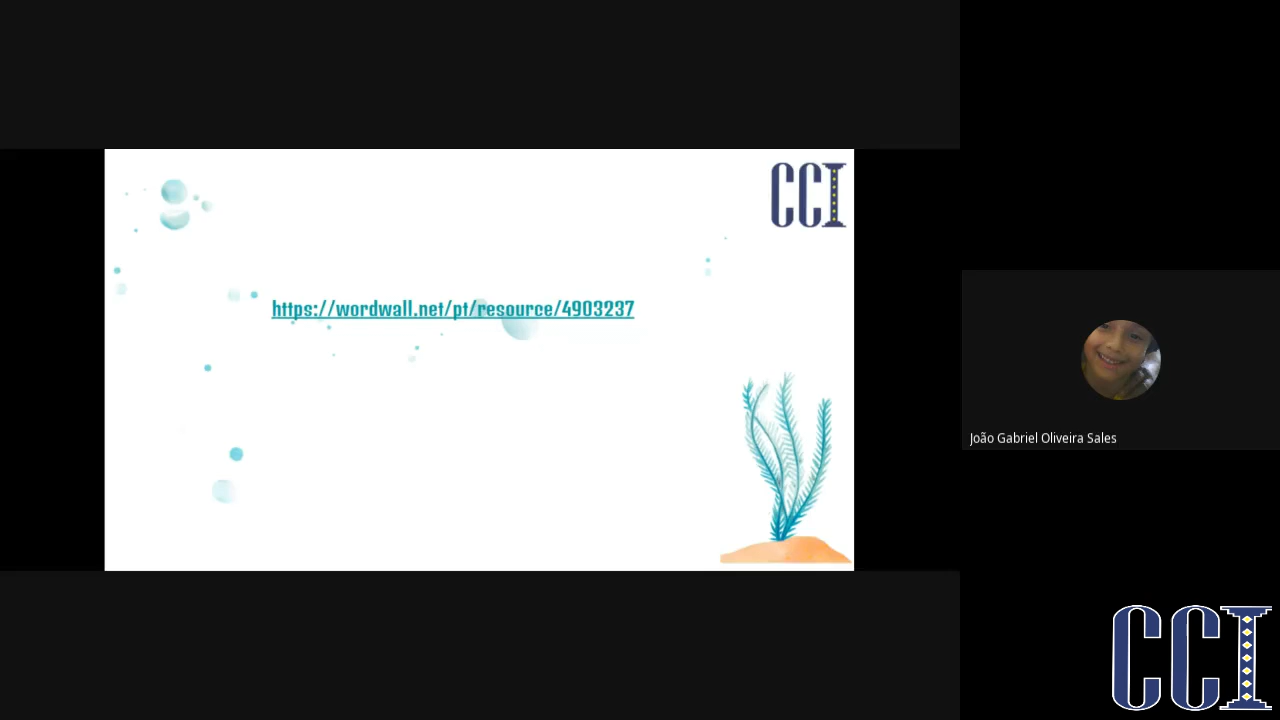 CCI
https://wordwall.net/pt/resource/4903237
João Gabriel Oliveira Sales
CCI